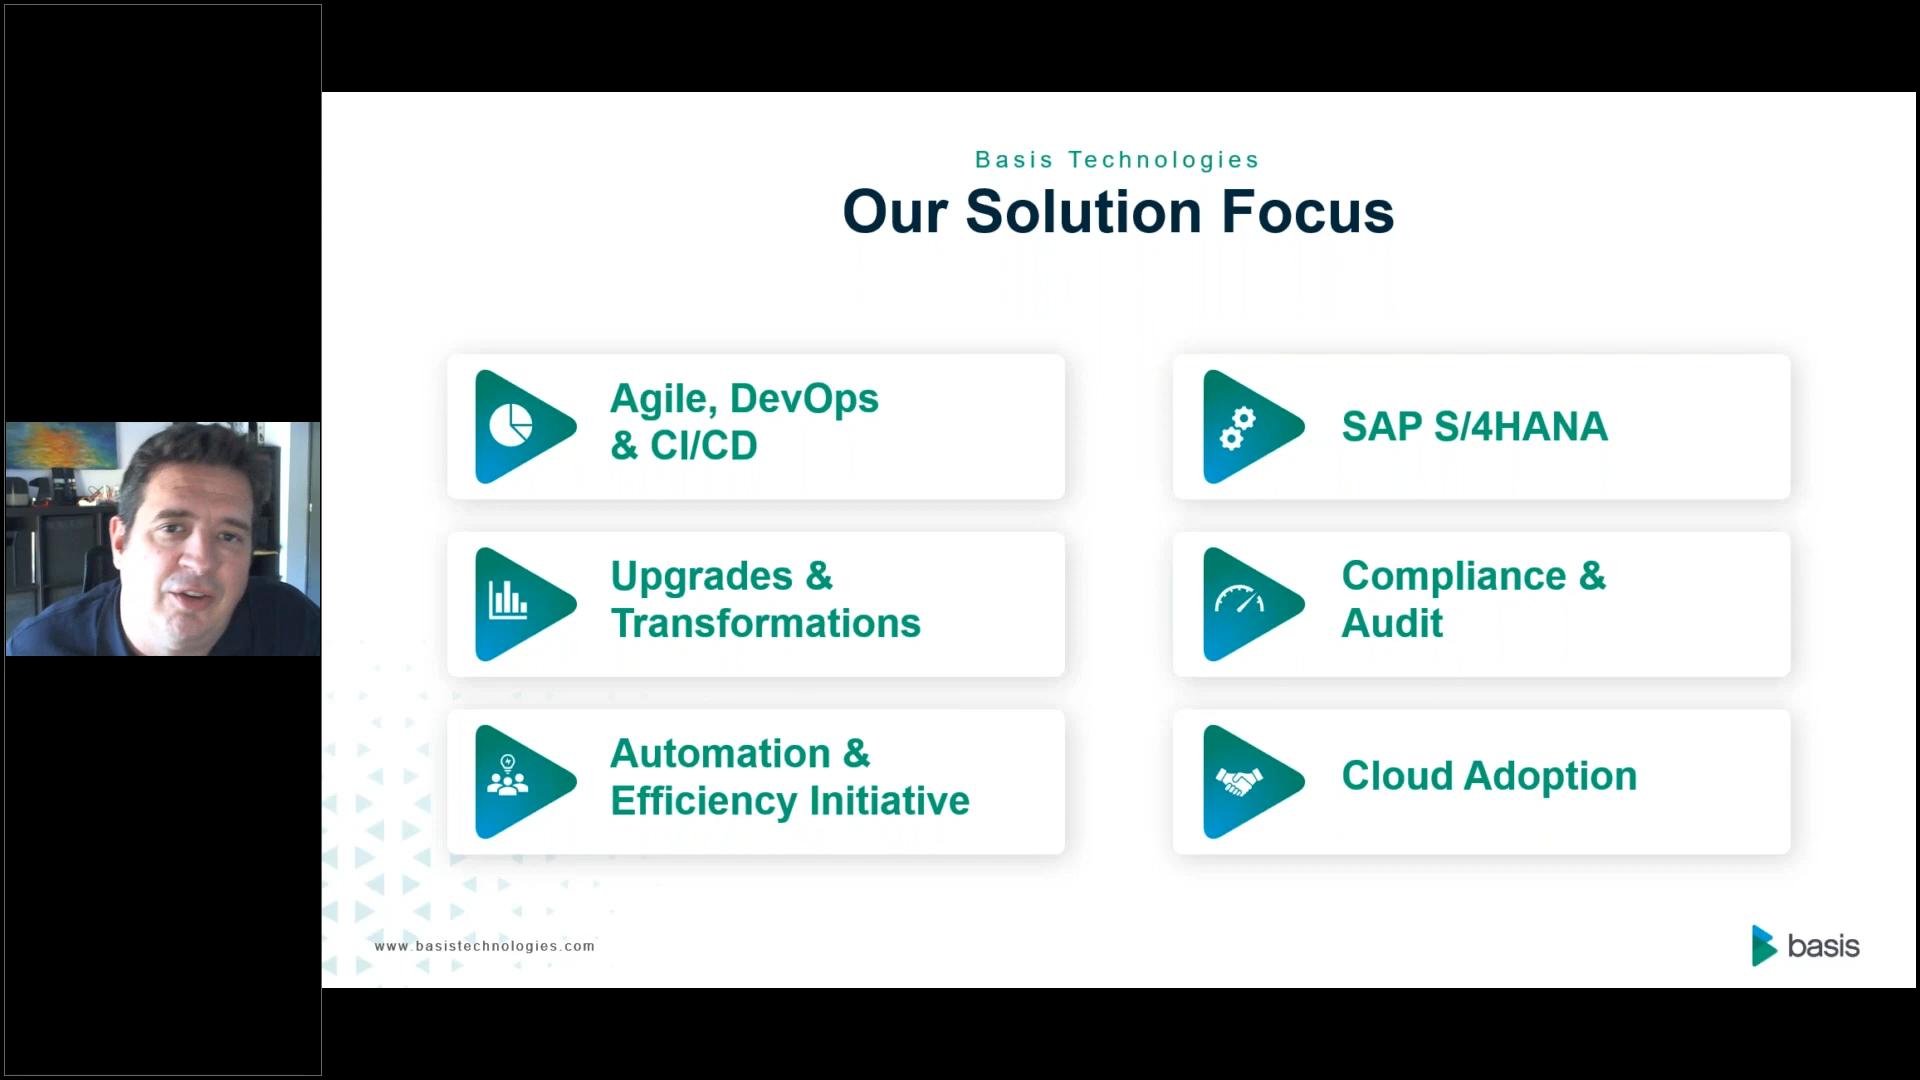 Basis Technologies
Our Solution Focus
Agile, DevOps
& CI/CD
SAP S/4HANA
Upgrades &
Transformations
Compliance &
Audit
Automation &
Efficiency Initiative
Cloud Adoption
www.basistechnologies.com
basis